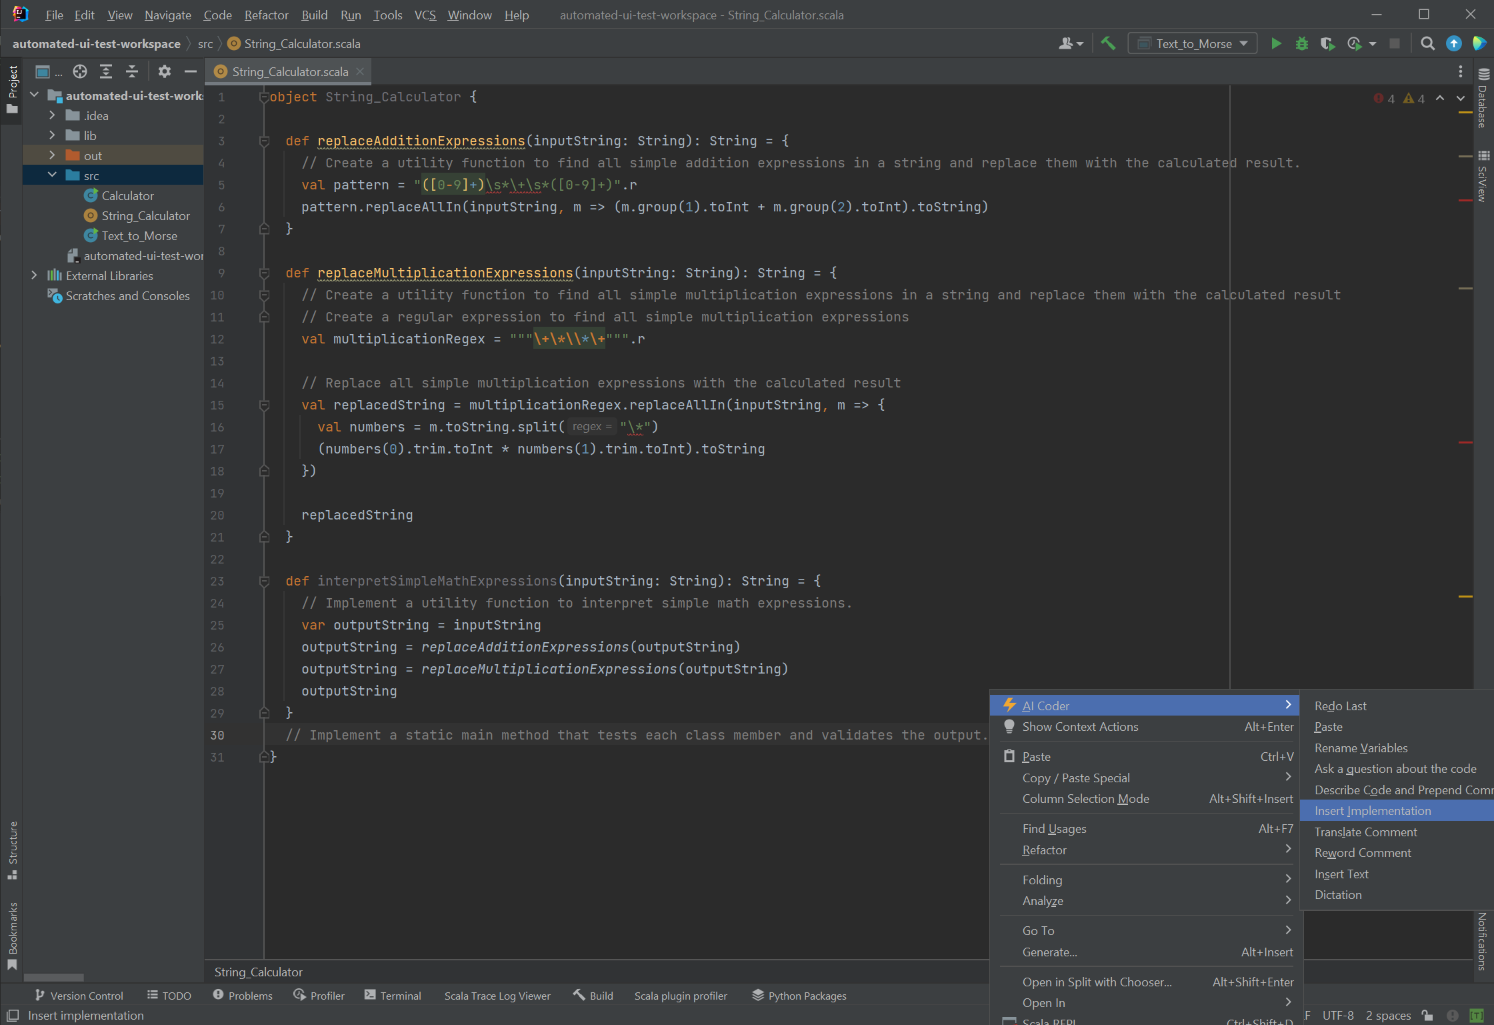 File Edit View Navigate Code Refactor Build Run Tools VCS Window Help automated-ui-test-workspace - String_Calculator.scala
automated-ui-test-workspace src String_Calculator.scala Text_to_Morse
Project
... String_Calculator.scala
automated-ui-test-work
.idea
lib
out
src
Calculator
String_Calculator
Text_to_Morse
automated-ui-test-wor
External Libraries
Scratches and Consoles
4 4
1 object String_Calculator {
2
3 def replaceAdditionExpressions(inputString: String): String = {
4 // Create a utility function to find all simple addition expressions in a string and replace them with the calculated result.
5 val pattern = "([0-9]+)\s*\+\s*([0-9]+)".r
6 pattern.replaceAllIn(inputString, m => (m.group(1).toInt + m.group(2).toInt).toString)
7 }
8
9 def replaceMultiplicationExpressions(inputString: String): String = {
10 // Create a utility function to find all simple multiplication expressions in a string and replace them with the calculated result
11 // Create a regular expression to find all simple multiplication expressions
12 val multiplicationRegex = """\+\*\\*\+""".r
13
14 // Replace all simple multiplication expressions with the calculated result
15 val replacedString = multiplicationRegex.replaceAllIn(inputString, m => {
16 val numbers = m.toString.split( regex = "\*")
17 (numbers(0).trim.toInt * numbers(1).trim.toInt).toString
18 })
19
20 replacedString
21 }
22
23 def interpretSimpleMathExpressions(inputString: String): String = {
24 // Implement a utility function to interpret simple math expressions.
25 var outputString = inputString
26 outputString = replaceAdditionExpressions(outputString)
27 outputString = replaceMultiplicationExpressions(outputString)
28 outputString
29 }
30 // Implement a static main method that tests each class member and validates the output.
31 }
AI Coder
Show Context Actions Alt+Enter
Paste Ctrl+V
Copy / Paste Special
Column Selection Mode Alt+Shift+Insert
Find Usages Alt+F7
Refactor
Folding
Analyze
Go To
Generate... Alt+Insert
Open in Split with Chooser... Alt+Shift+Enter
Open In
Scala REPL Ctrl+Shift+D
Redo Last
Paste
Rename Variables
Ask a question about the code
Describe Code and Prepend Com
Insert Implementation
Translate Comment
Reword Comment
Insert Text
Dictation
Database
SciView
Notifications
Structure
Bookmarks
String_Calculator
Version Control TODO Problems Profiler Terminal Scala Trace Log Viewer Build Scala plugin profiler Python Packages
Insert implementation F UTF-8 2 spaces [T]